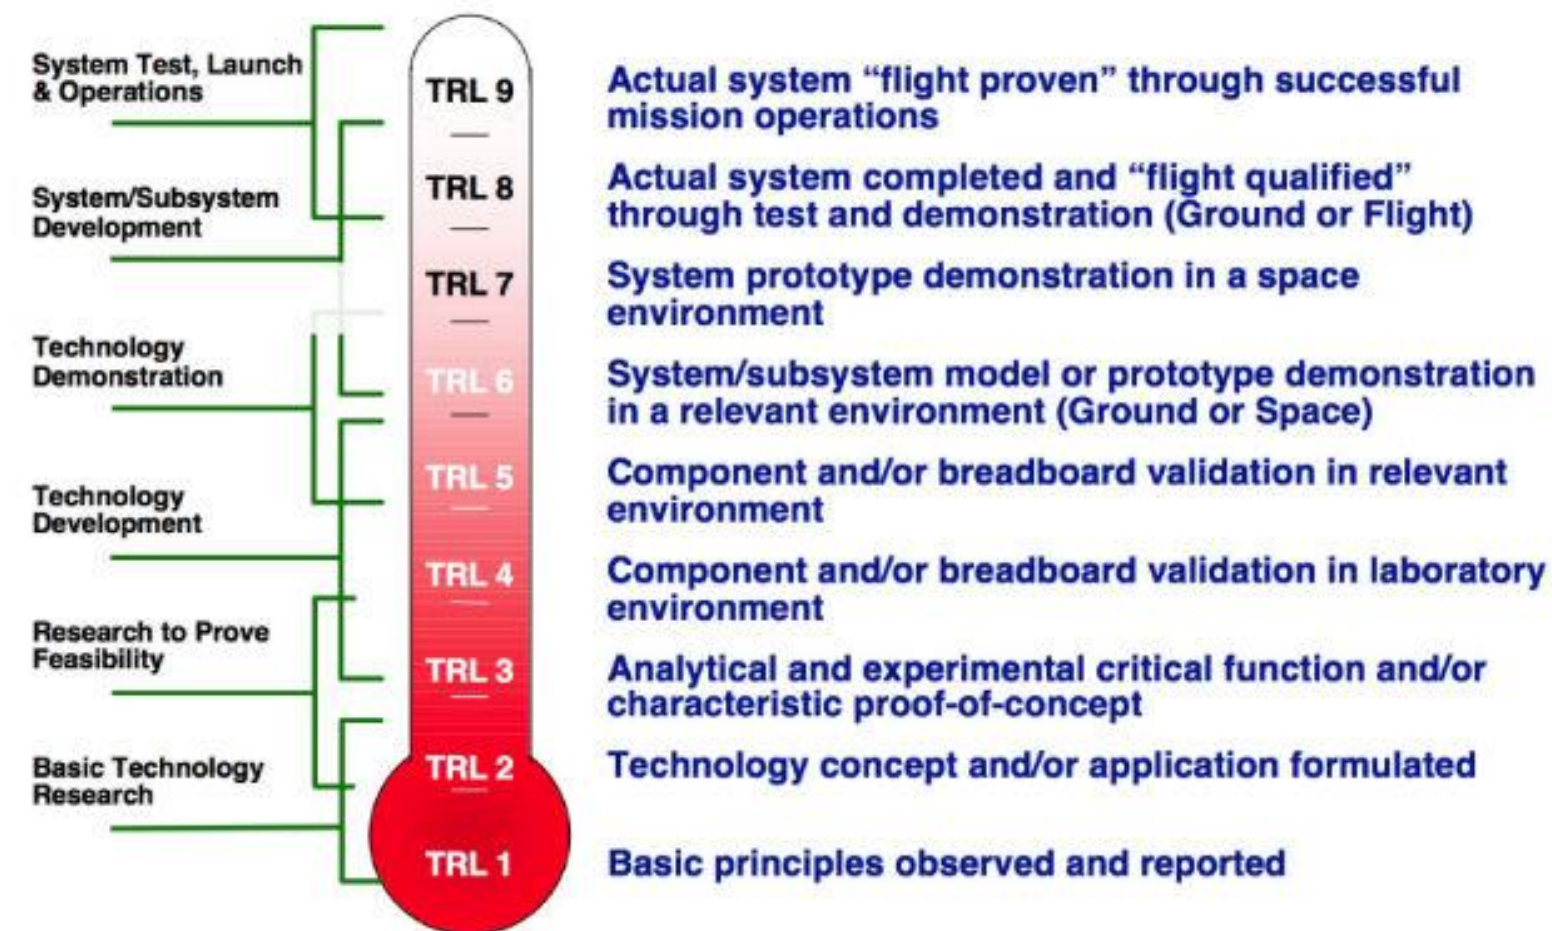 System Test, Launch
& Operations
System/Subsystem
Development
Technology
Demonstration
Technology
Development
Research to Prove
Feasibility
Basic Technology
Research
TRL 9
TRL 8
TRL 7
TRL 6
TRL 5
TRL 4
TRL 3
TRL 2
TRL 1
Actual system “flight proven” through successful
mission operations
Actual system completed and “flight qualified”
through test and demonstration (Ground or Flight)
System prototype demonstration in a space
environment
System/subsystem model or prototype demonstration
in a relevant environment (Ground or Space)
Component and/or breadboard validation in relevant
environment
Component and/or breadboard validation in laboratory
environment
Analytical and experimental critical function and/or
characteristic proof-of-concept
Technology concept and/or application formulated
Basic principles observed and reported